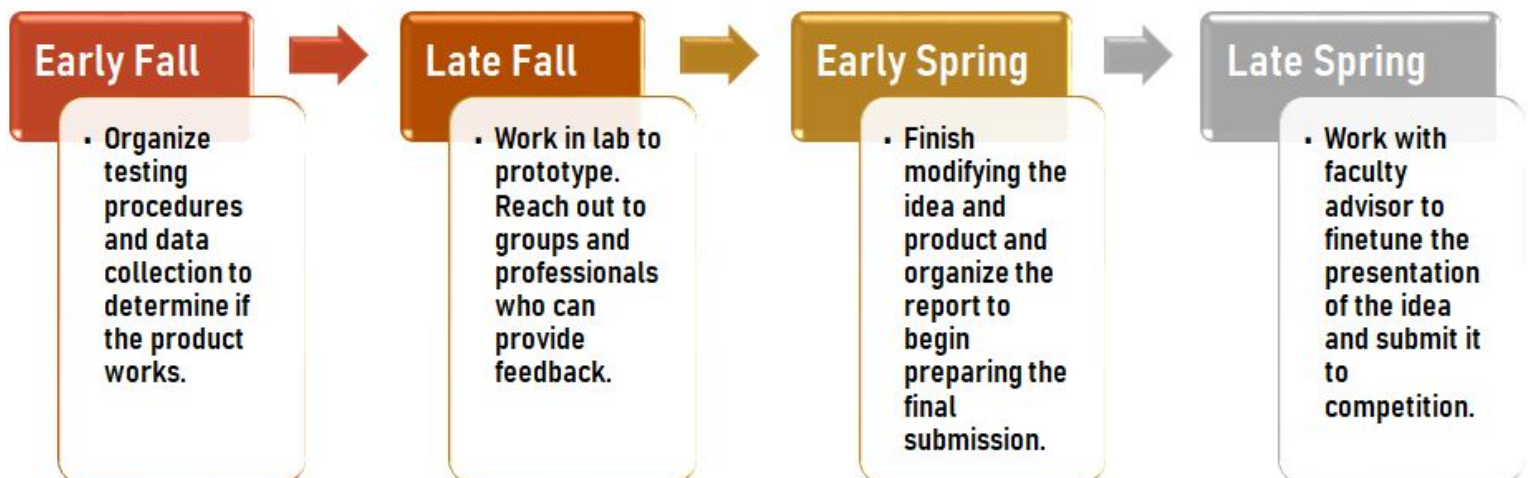 Early Fall
· Organize
testing
procedures
and data
collection to
determine if
the product
works.
Late Fall
· Work in lab to
prototype.
Reach out to
groups and
professionals
who can
provide
feedback.
Early Spring
· Finish
modifying the
idea and
product and
organize the
report to
begin
preparing the
final
submission.
Late Spring
· Work with
faculty
advisor to
finetune the
presentation
of the idea
and submit it
to
competition.